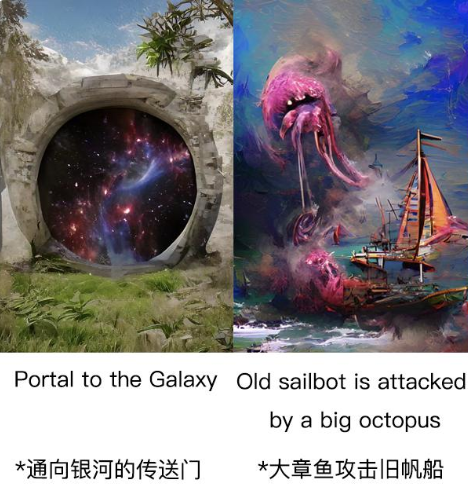 Portal to the Galaxy
*通向银河的传送门
Old sailbot is attacked
by a big octopus
*大章鱼攻击旧帆船